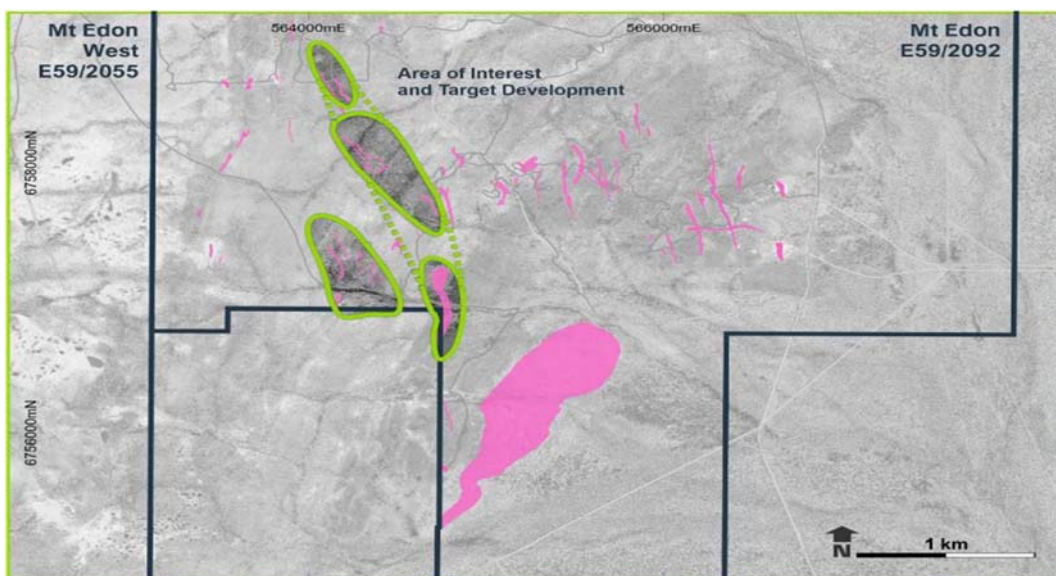 Mt Edon
West
E59/2055
564000mE
566000mE
Mt Edon
E59/2092
Area of Interest
and Target Development
6758000mN
6756000mN
N
1 km